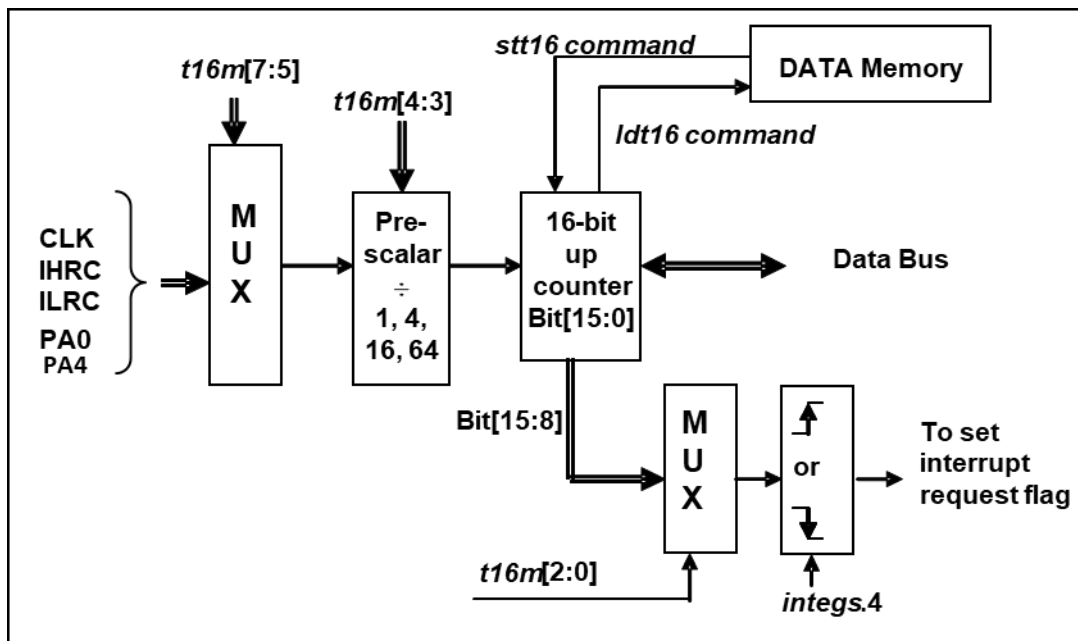 t16m[7:5]
t16m[4:3]
stt16 command
DATA Memory
ldt16 command
CLK
IHRC
ILRC
PA0
PA4
M
U
X
Pre-
scalar
÷
1, 4,
16, 64
16-bit
up
counter
Bit[15:0]
Data Bus
Bit[15:8]
M
U
X
or
To set
interrupt
request flag
t16m[2:0]
integs.4